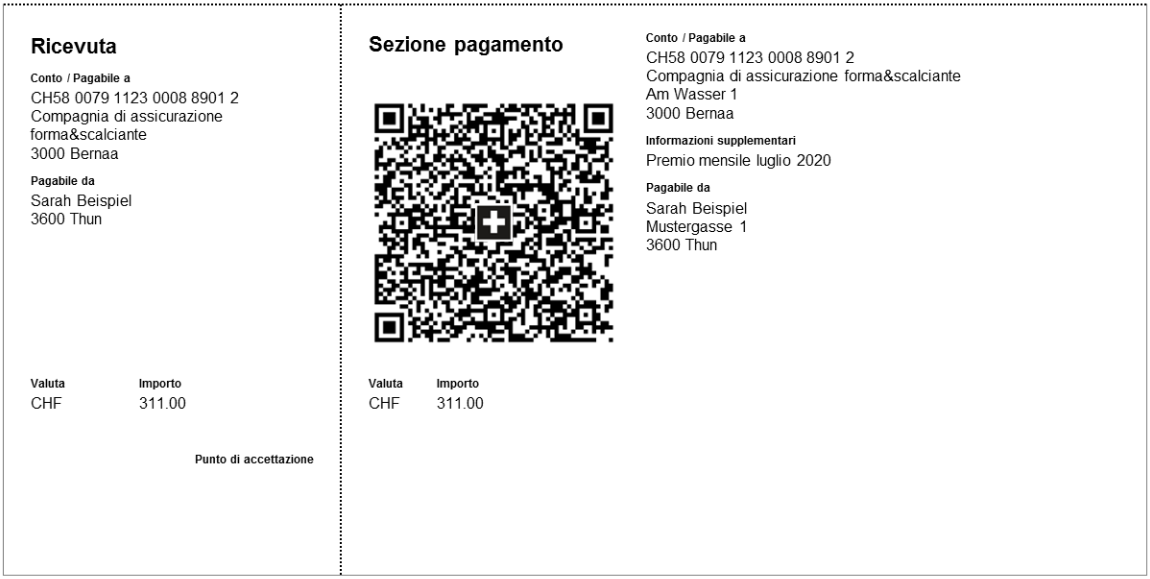 Ricevuta
Conto / Pagabile a
CH58 0079 1123 0008 8901 2
Compagnia di assicurazione
forma&scalciante
3000 Bernaa
Pagabile da
Sarah Beispiel
3600 Thun
Valuta Importo
CHF 311.00
Punto di accettazione
Sezione pagamento
Valuta Importo
CHF 311.00
Conto / Pagabile a
CH58 0079 1123 0008 8901 2
Compagnia di assicurazione forma&scalciante
Am Wasser 1
3000 Bernaa
Informazioni supplementari
Premio mensile luglio 2020
Pagabile da
Sarah Beispiel
Mustergasse 1
3600 Thun